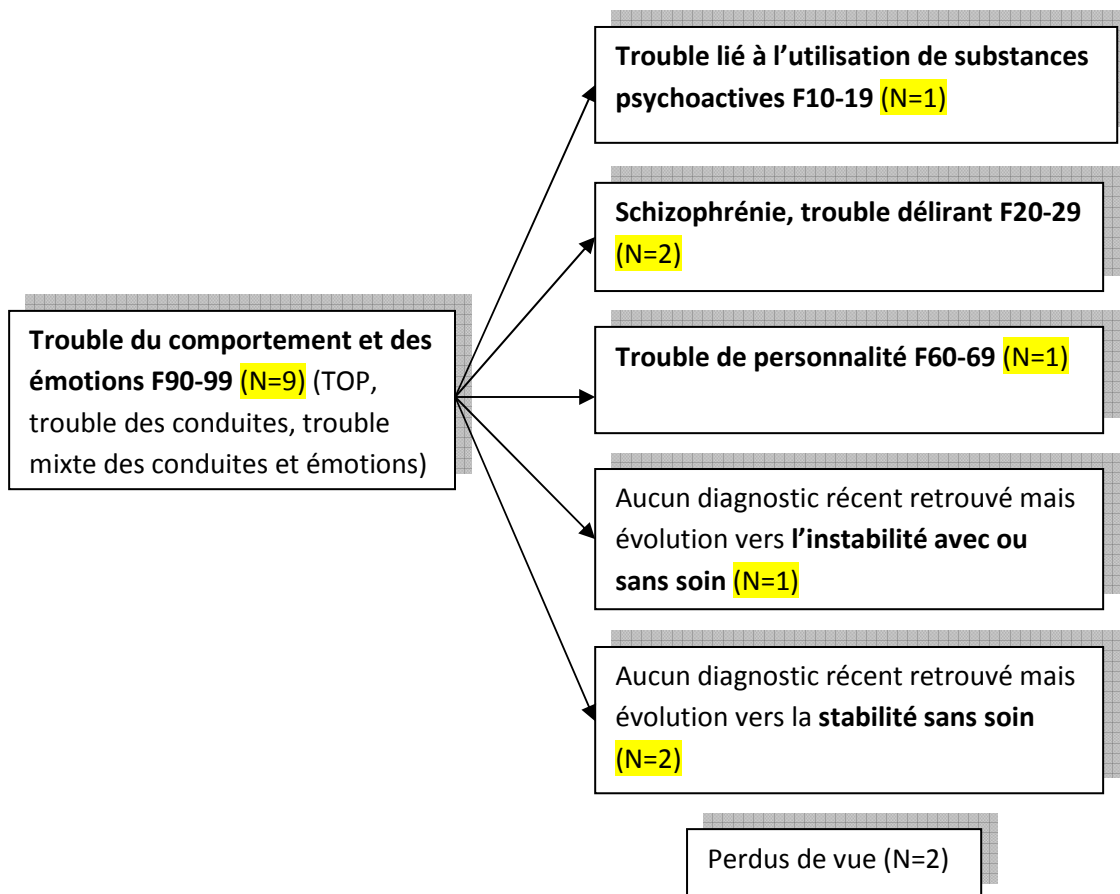 Trouble lié à l’utilisation de substances
psychoactives F10-19 (N=1)
Schizophrénie, trouble délirant F20-29
(N=2)
Trouble du comportement et des
émotions F90-99 (N=9) (TOP,
trouble des conduites, trouble
mixte des conduites et émotions)
Trouble de personnalité F60-69 (N=1)
Aucun diagnostic récent retrouvé mais
évolution vers l’instabilité avec ou
sans soin (N=1)
Aucun diagnostic récent retrouvé mais
évolution vers la stabilité sans soin
(N=2)
Perdus de vue (N=2)